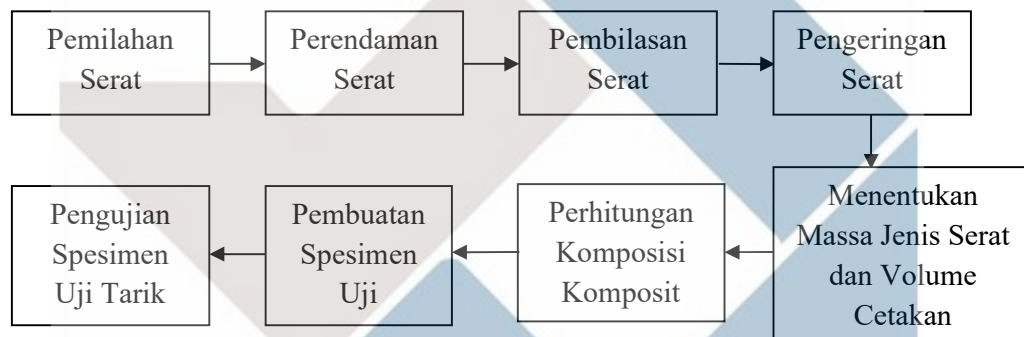 Pemilahan
Serat
Perendaman
Serat
Pembilasan
Serat
Pengeringan
Serat
Menentukan
Massa Jenis Serat
dan Volume
Cetakan
Perhitungan
Komposisi
Komposit
Pembuatan
Spesimen
Uji
Pengujian
Spesimen
Uji Tarik